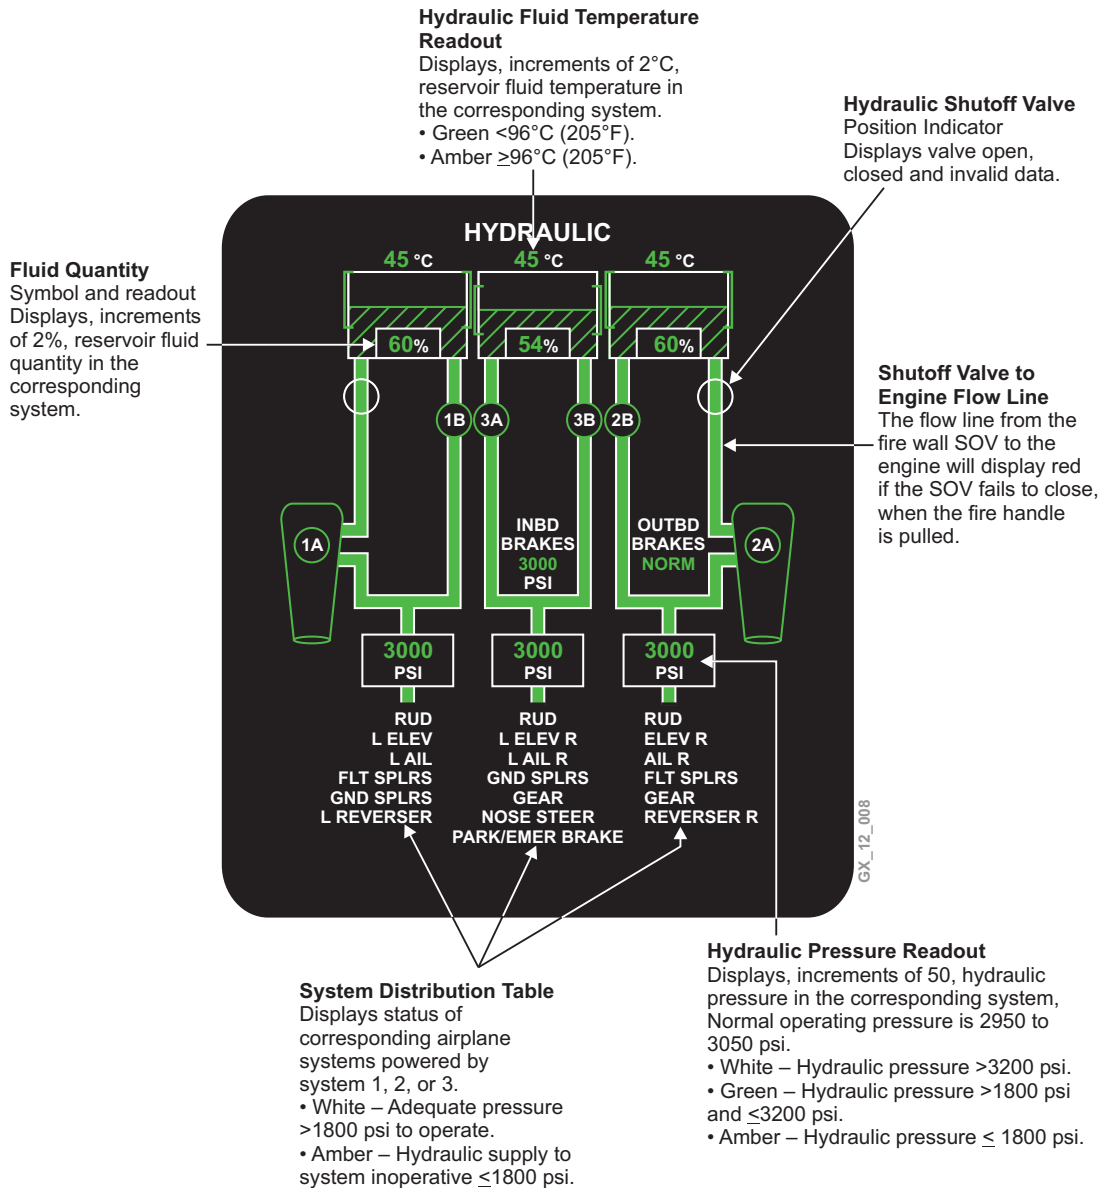 Hydraulic Fluid Temperature
Readout
Displays, increments of 2°C,
reservoir fluid temperature in
the corresponding system.
• Green <96°C (205°F).
• Amber ≥96°C (205°F).
Hydraulic Shutoff Valve
Position Indicator
Displays valve open,
closed and invalid data.
Fluid Quantity
Symbol and readout
Displays, increments
of 2%, reservoir fluid
quantity in the
corresponding
system.
HYDRAULIC
45 °C 45 °C 45 °C
60% 54% 60%
1B 3A 3B 2B
Shutoff Valve to
Engine Flow Line
The flow line from the
fire wall SOV to the
engine will display red
if the SOV fails to close,
when the fire handle
is pulled.
1A
INBD
BRAKES
3000
PSI
OUTBD
BRAKES
NORM
2A
3000
PSI
3000
PSI
3000
PSI
RUD
L ELEV
L AIL
FLT SPLRS
GND SPLRS
L REVERSER
RUD
L ELEV R
L AIL R
GND SPLRS
GEAR
NOSE STEER
PARK/EMER BRAKE
RUD
ELEV R
AIL R
FLT SPLRS
GEAR
REVERSER R
GX_12_008
System Distribution Table
Displays status of
corresponding airplane
systems powered by
system 1, 2, or 3.
• White – Adequate pressure
>1800 psi to operate.
• Amber – Hydraulic supply to
system inoperative ≤1800 psi.
Hydraulic Pressure Readout
Displays, increments of 50, hydraulic
pressure in the corresponding system,
Normal operating pressure is 2950 to
3050 psi.
• White – Hydraulic pressure >3200 psi.
• Green – Hydraulic pressure >1800 psi
and ≤3200 psi.
• Amber – Hydraulic pressure ≤ 1800 psi.